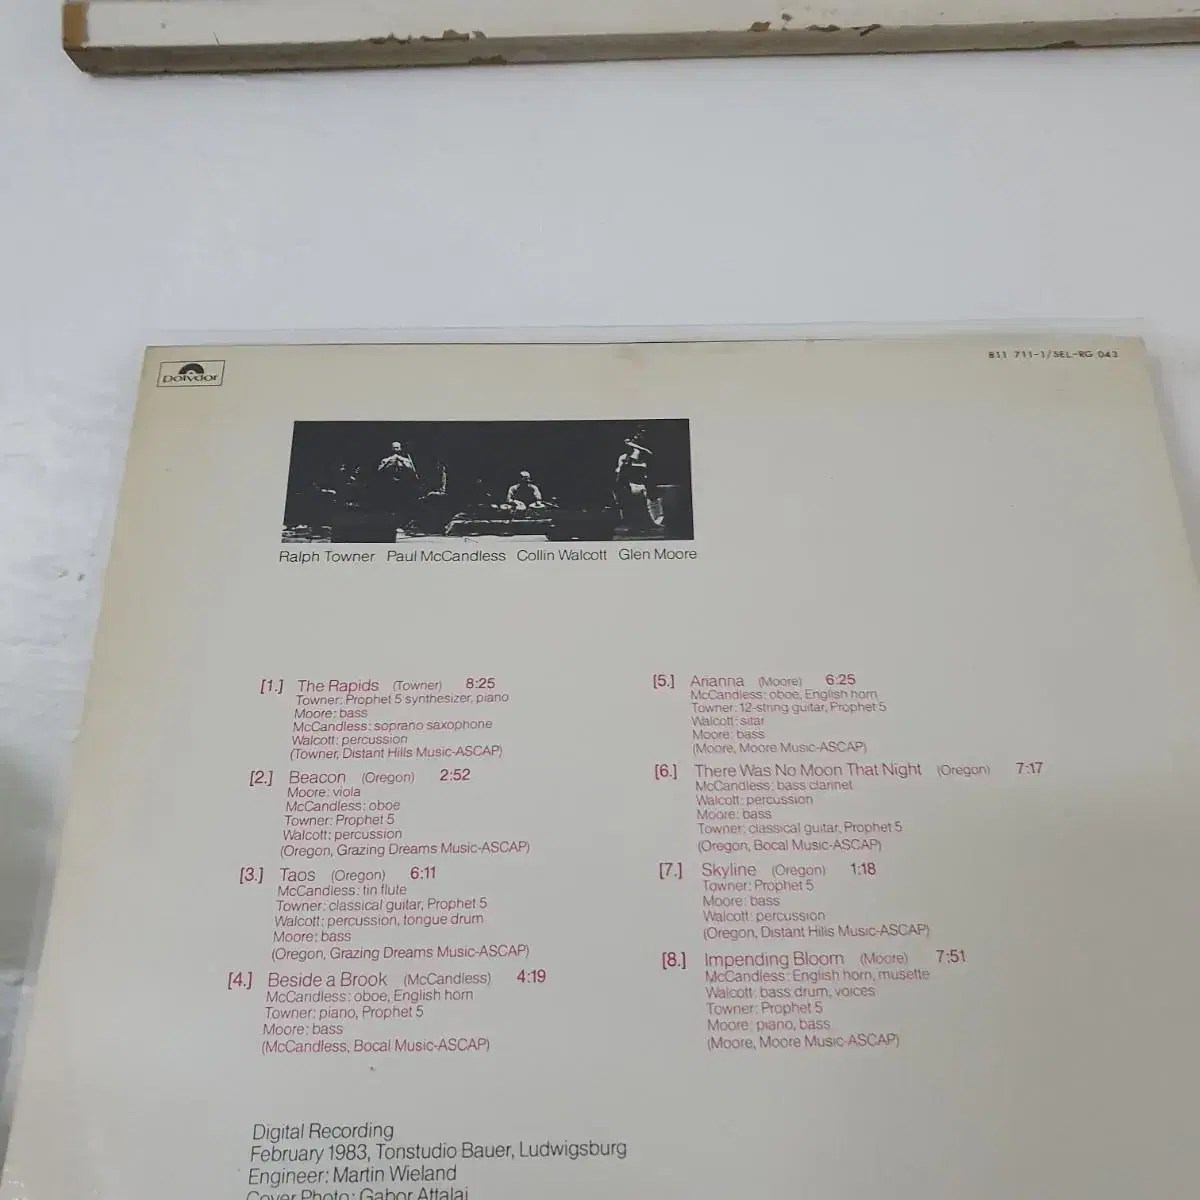 Polydor
811 711-1/SEL-RG 043
Ralph Towner Paul McCandless Collin Walcott Glen Moore
[1.] The Rapids (Towner) 8:25
Towner: Prophet 5 synthesizer, piano
Moore: bass
McCandless: soprano saxophone
Walcott: percussion
(Towner, Distant Hills Music-ASCAP)
[2.] Beacon (Oregon) 2:52
Moore: viola
McCandless: oboe
Towner: Prophet 5
Walcott: percussion
(Oregon, Grazing Dreams Music-ASCAP)
[3.] Taos (Oregon) 6:11
McCandless: tin flute
Towner: classical guitar, Prophet 5
Walcott: percussion, tongue drum
Moore: bass
(Oregon, Grazing Dreams Music-ASCAP)
[4.] Beside a Brook (McCandless) 4:19
McCandless: oboe, English horn
Towner: piano, Prophet 5
Moore: bass
(McCandless, Bocal Music-ASCAP)
[5.] Arianna (Moore) 6:25
McCandless: oboe, English horn
Towner: 12-string guitar, Prophet 5
Walcott: sitar
Moore: bass
(Moore, Moore Music-ASCAP)
[6.] There Was No Moon That Night (Oregon) 7:17
McCandless: bass clarinet
Walcott: percussion
Moore: bass
Towner: classical guitar, Prophet 5
(Oregon, Bocal Music-ASCAP)
[7.] Skyline (Oregon) 1:18
Towner: Prophet 5
Moore: bass
Walcott: percussion
(Oregon, Distant Hills Music-ASCAP)
[8.] Impending Bloom (Moore) 7:51
McCandless: English horn, musette
Walcott: bass drum, voices
Towner: Prophet 5
Moore: piano, bass
(Moore, Moore Music-ASCAP)
Digital Recording
February 1983, Tonstudio Bauer, Ludwigsburg
Engineer: Martin Wieland
Cover Photo: Gabor Attalai